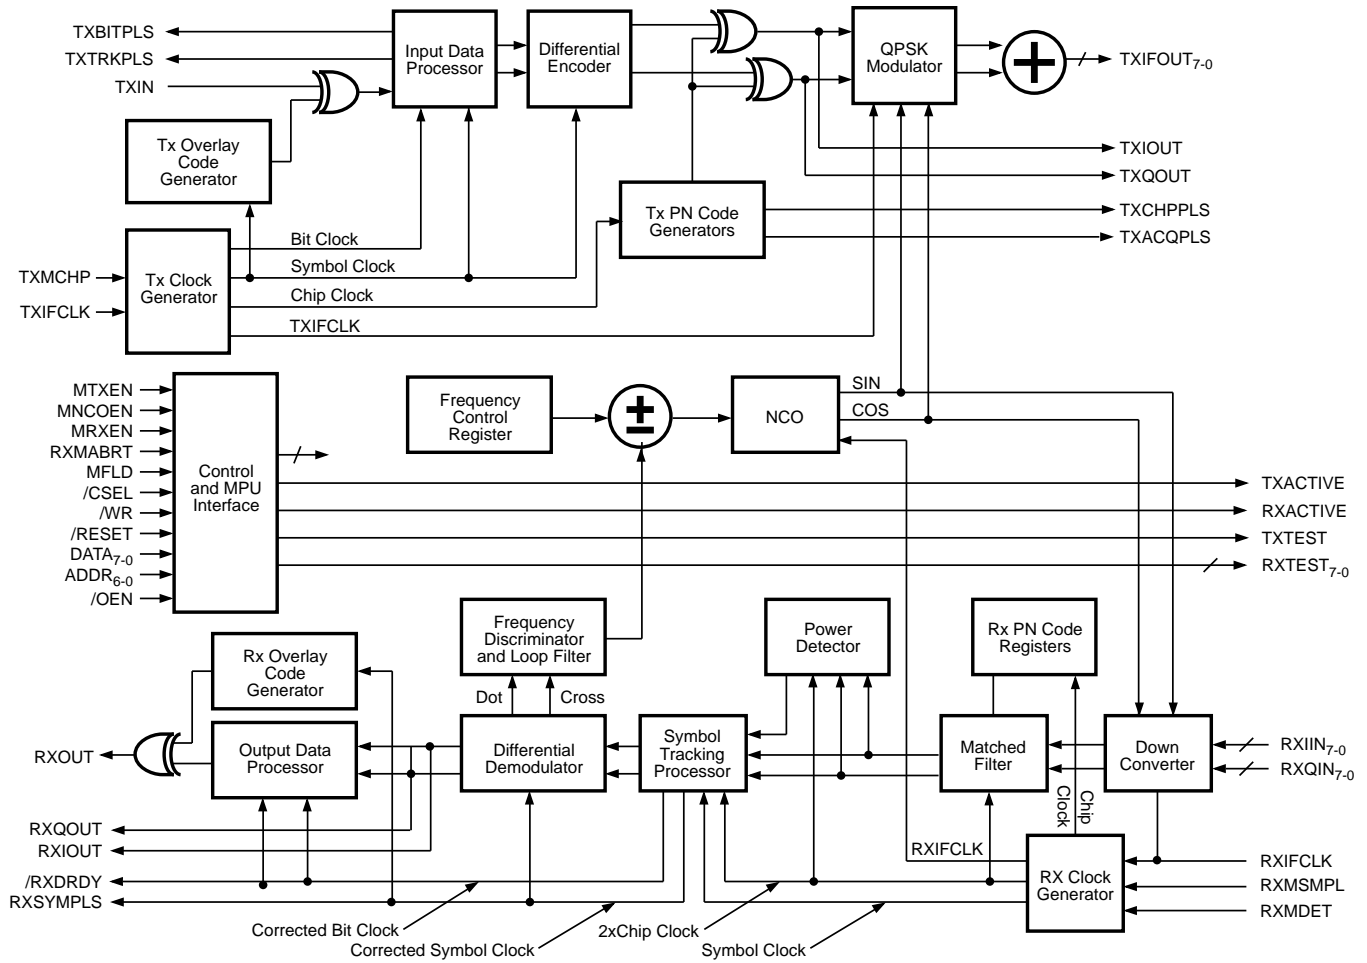 TXBITPLS
TXTRKPLS
TXIN
Input Data
Processor
Differential
Encoder
QPSK
Modulator
+
TXIFOUT7-0
Tx Overlay
Code
Generator
TXIOUT
TXQOUT
Tx PN Code
Generators
TXCHPPLS
TXACQPLS
TXMCHP
TXIFCLK
Tx Clock
Generator
Bit Clock
Symbol Clock
Chip Clock
TXIFCLK
MTXEN
MNCOEN
MRXEN
RXMABRT
MFLD
/CSEL
/WR
/RESET
DATA7-0
ADDR6-0
/OEN
Control
and MPU
Interface
Frequency
Control
Register
±
NCO
SIN
COS
TXACTIVE
RXACTIVE
TXTEST
RXTEST7-0
Frequency
Discriminator
and Loop Filter
Power
Detector
Rx PN Code
Registers
Rx Overlay
Code
Generator
Dot
Cross
RXOUT
Output Data
Processor
Differential
Demodulator
Symbol
Tracking
Processor
Matched
Filter
Down
Converter
RXIIN7-0
RXQIN7-0
Chip
Clock
RXQOUT
RXIOUT
/RXDRDY
RXSYMPLS
RXIFCLK
RX Clock
Generator
RXIFCLK
RXMSMPL
RXMDET
Corrected Bit Clock
Corrected Symbol Clock
2xChip Clock
Symbol Clock